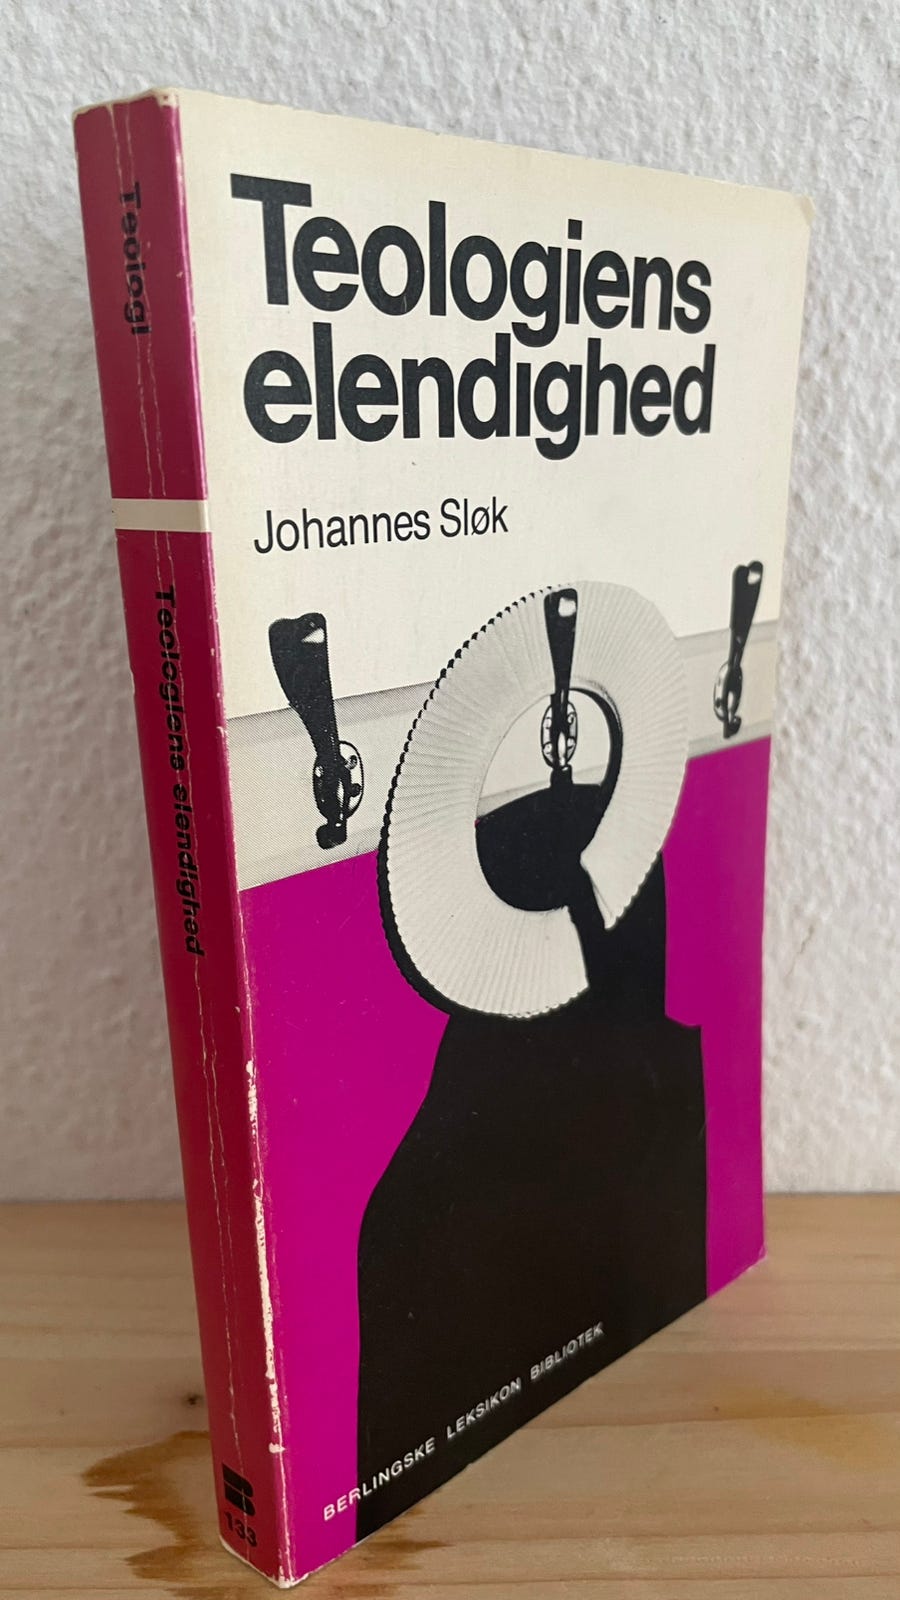 Teologiens
elendighed
Johannes Sløk
BERLINGSKE LEKSIKON BIBLIOTEK
Teologi
Teologiens elendighed
B
133